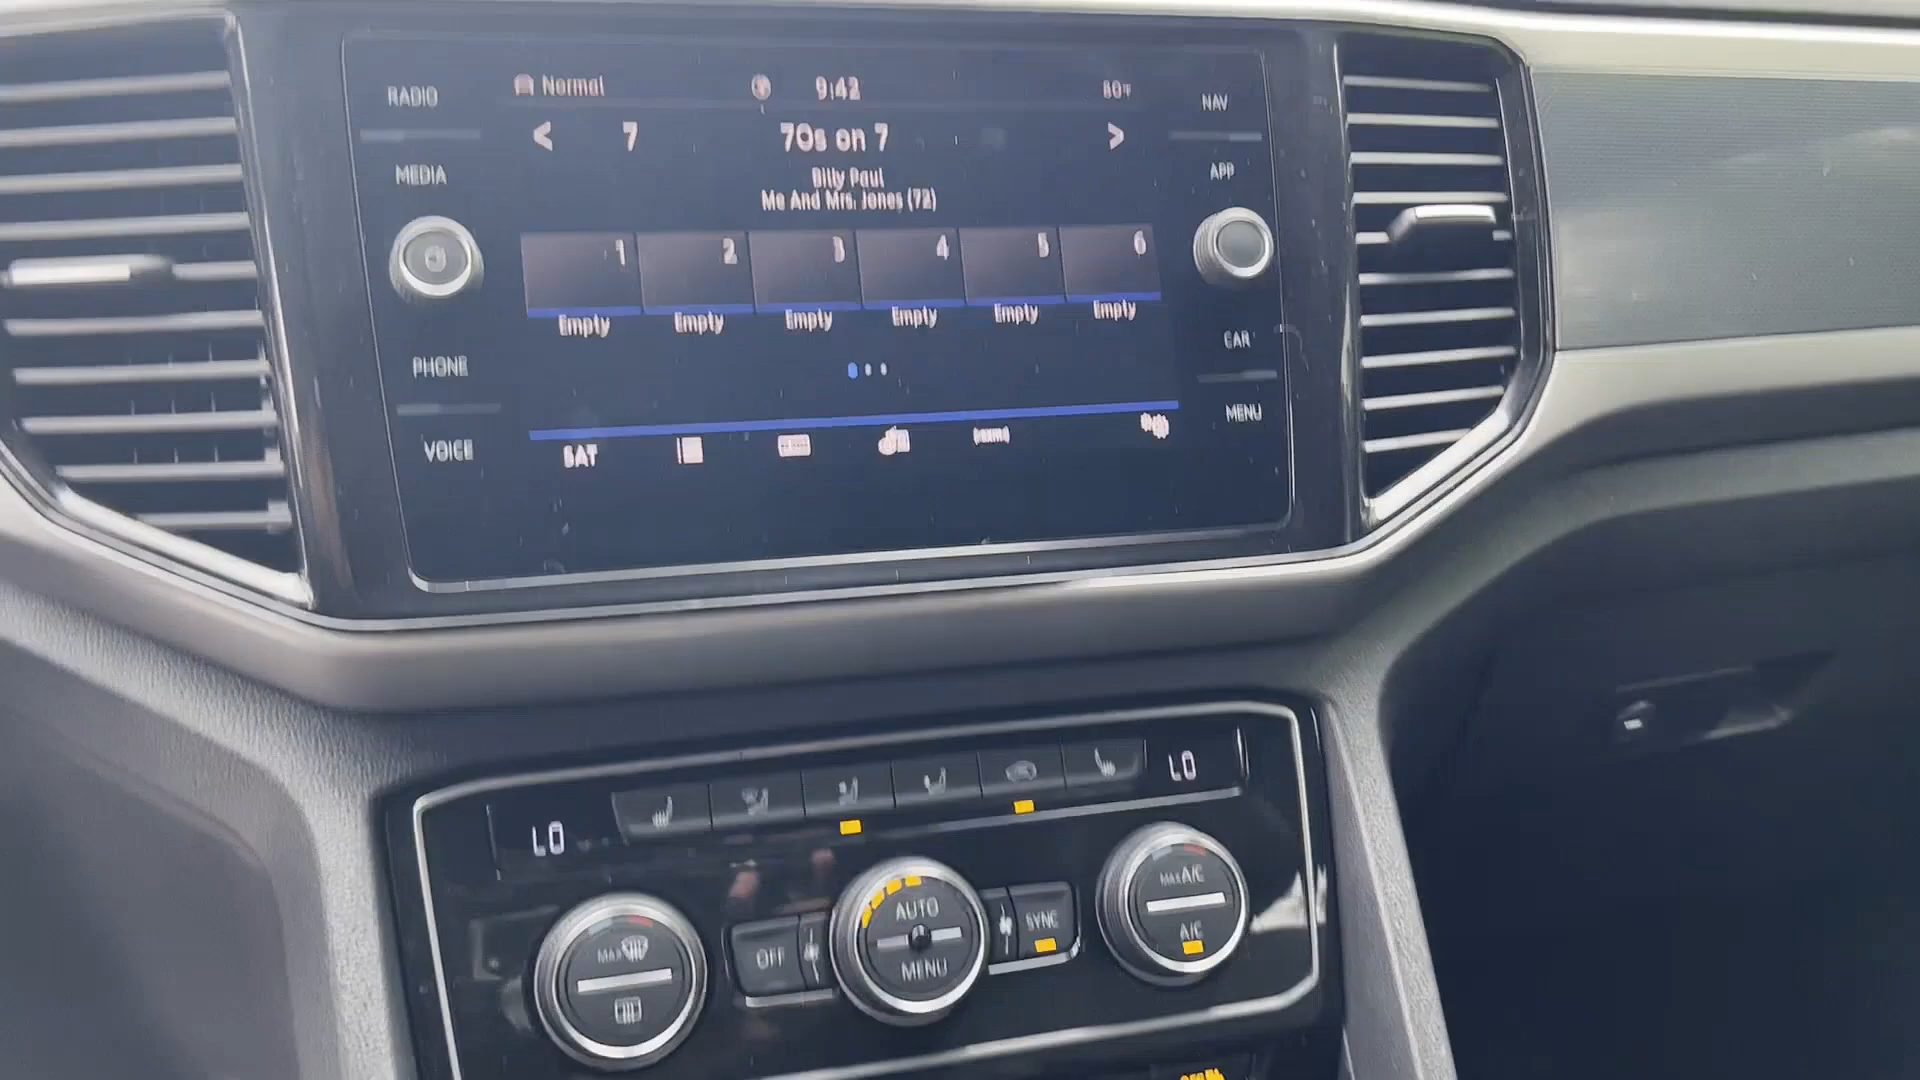 RADIO
MEDIA
PHONE
VOICE
Normal
9:42
80°F
< 7 70s on 7 >
Billy Paul
Me And Mrs. Jones (72)
1 2 3 4 5 6
Empty Empty Empty Empty Empty Empty
SAT
NAV
APP
CAR
MENU
LO
LO
MAX
OFF
AUTO
MENU
SYNC
MAX A/C
A/C